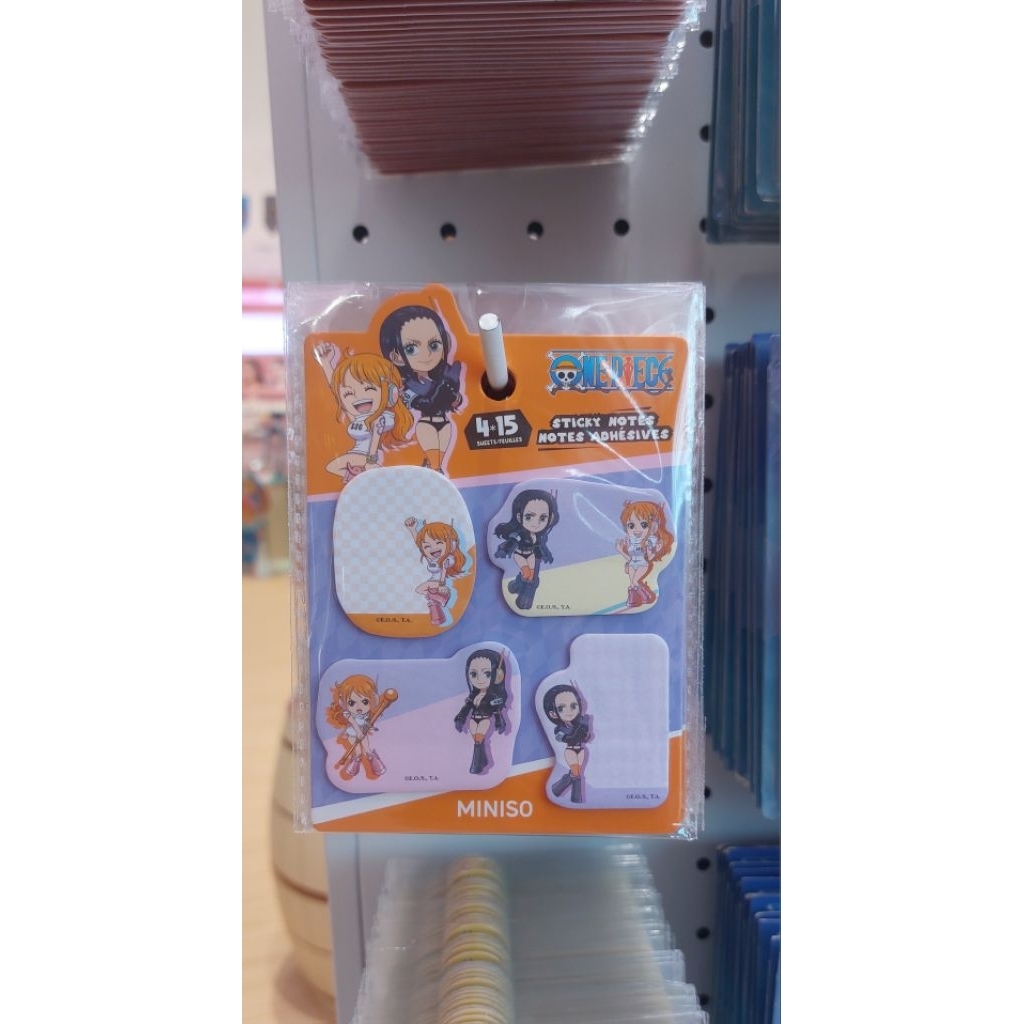 ONE PIECE
4*15
SHEETS/FEUILLES
STICKY NOTES
NOTES ADHÉSIVES
©E.O./S., T.A.
©E.O./S., T.A.
©E.O./S., T.A.
©E.O./S., T.A.
MINISO